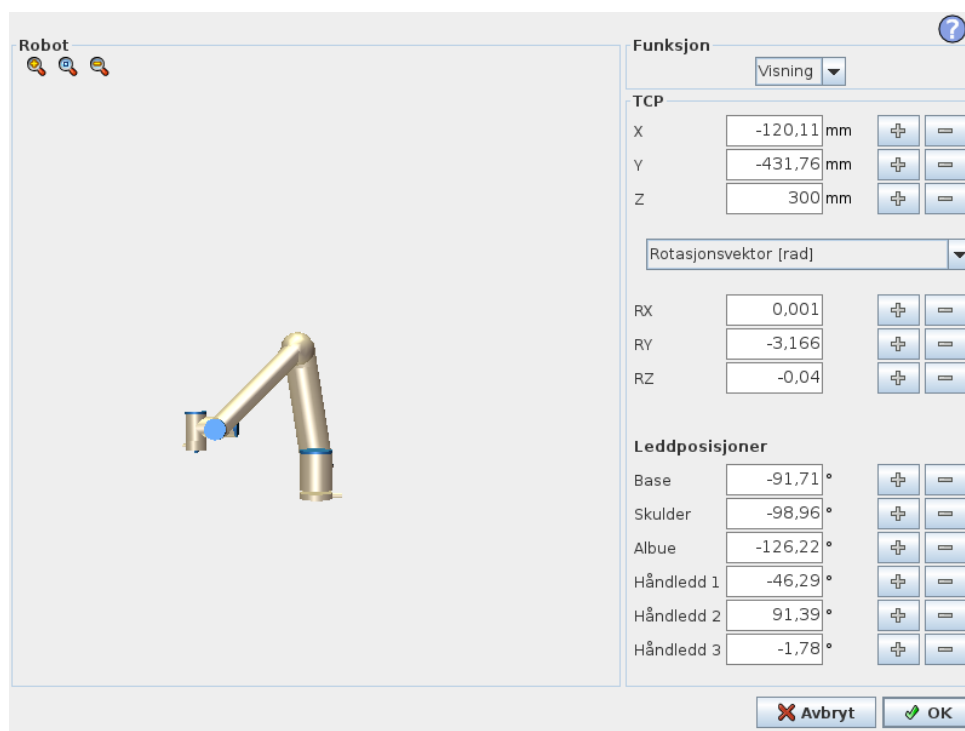 Robot
Funksjon
Visning
TCP
X -120,11 mm
Y -431,76 mm
Z 300 mm
Rotasjonsvektor [rad]
RX 0,001
RY -3,166
RZ -0,04
Leddposisjoner
Base -91,71 °
Skulder -98,96 °
Albue -126,22 °
Håndledd 1 -46,29 °
Håndledd 2 91,39 °
Håndledd 3 -1,78 °
Avbryt OK